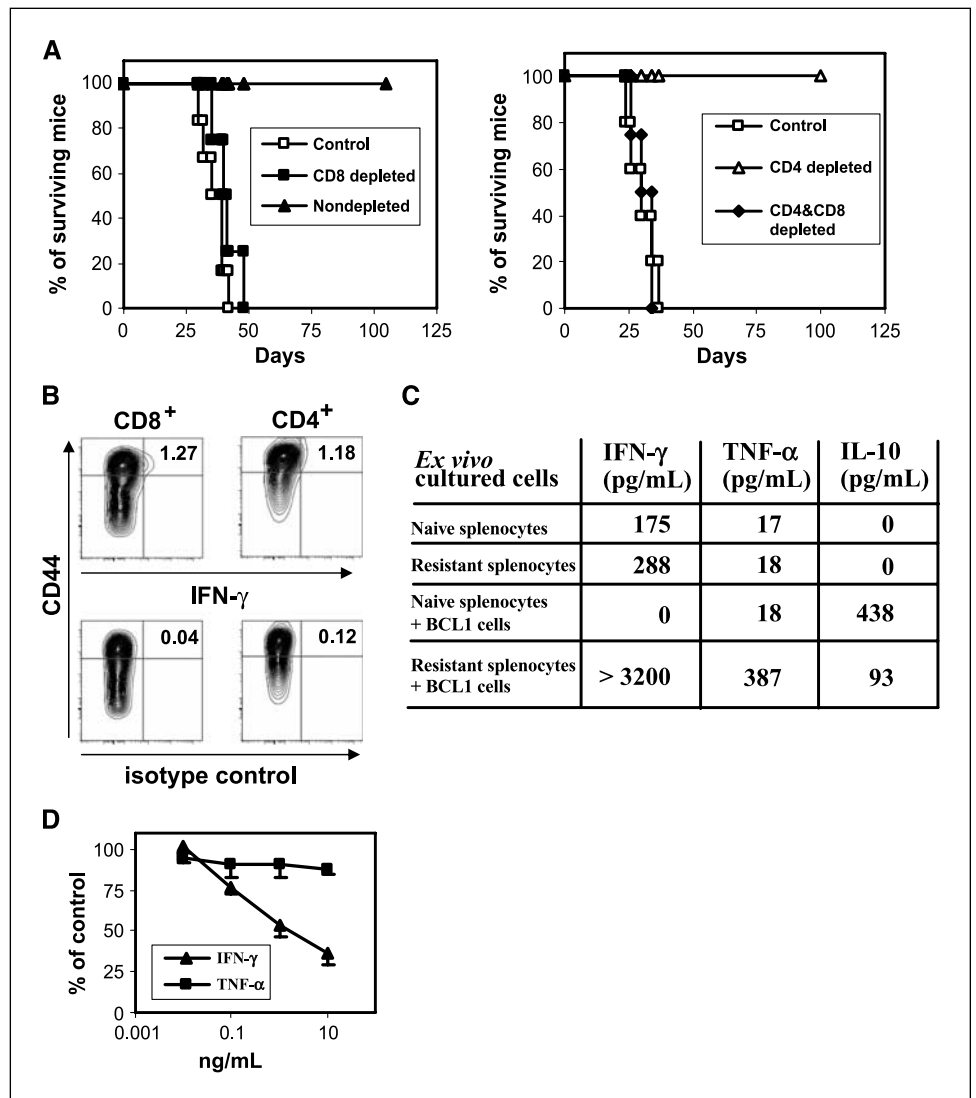 A
% of surviving mice
100
80
60
40
20
0
0 25 50 75 100 125
Days
Control
CD8 depleted
Nondepleted
% of surviving mice
100
80
60
40
20
0
0 25 50 75 100 125
Days
Control
CD4 depleted
CD4&CD8
depleted
B
CD8+
CD4+
1.27
1.18
CD44
IFN-γ
0.04
0.12
isotype control
C
Ex vivo
cultured cells
IFN-γ
(pg/mL)
TNF-α
(pg/mL)
IL-10
(pg/mL)
Naive splenocytes 175 17 0
Resistant splenocytes 288 18 0
Naive splenocytes
+ BCL1 cells
0 18 438
Resistant splenocytes
+ BCL1 cells
> 3200 387 93
D
% of control
100
75
50
25
0
0.001 0.1 10
ng/mL
IFN-γ
TNF-α